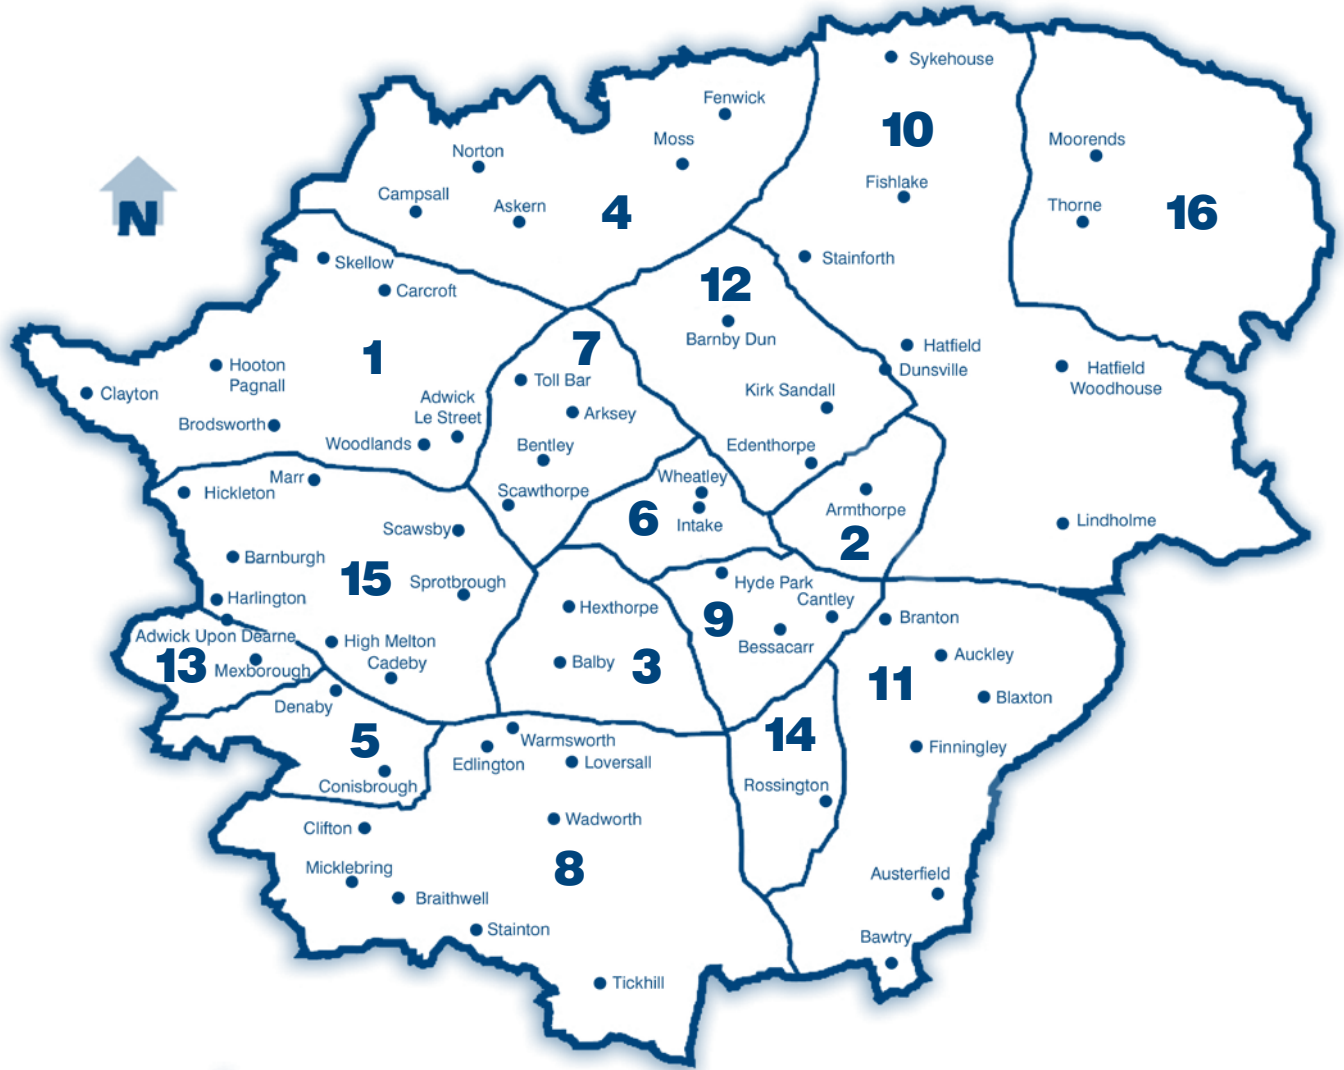 Sykehouse
Fenwick
10
Moss
Moorends
Norton
Fishlake
Campsall
Askern
4
Thorne
16
N
Skellow
Stainforth
Carcroft
12
Barnby Dun
7
1
Hatfield
Hooton
Pagnall
Toll Bar
Dunsville
Hatfield
Woodhouse
Clayton
Adwick
Le Street
Kirk Sandall
Arksey
Brodsworth
Woodlands
Bentley
Edenthorpe
Marr
Hickleton
Wheatley
Scawthorpe
Armthorpe
6
Intake
2
Lindholme
Scawsby
Barnburgh
15
Sprotbrough
Hyde Park
Harlington
Hexthorpe
9
Cantley
Branton
Adwick Upon Dearne
High Melton
Bessacarr
13
Mexborough
Cadeby
Balby
3
Auckley
11
Blaxton
Denaby
5
Warmsworth
14
Finningley
Edlington
Loversall
Conisbrough
Rossington
Clifton
Wadworth
8
Micklebring
Braithwell
Austerfield
Stainton
Bawtry
Tickhill